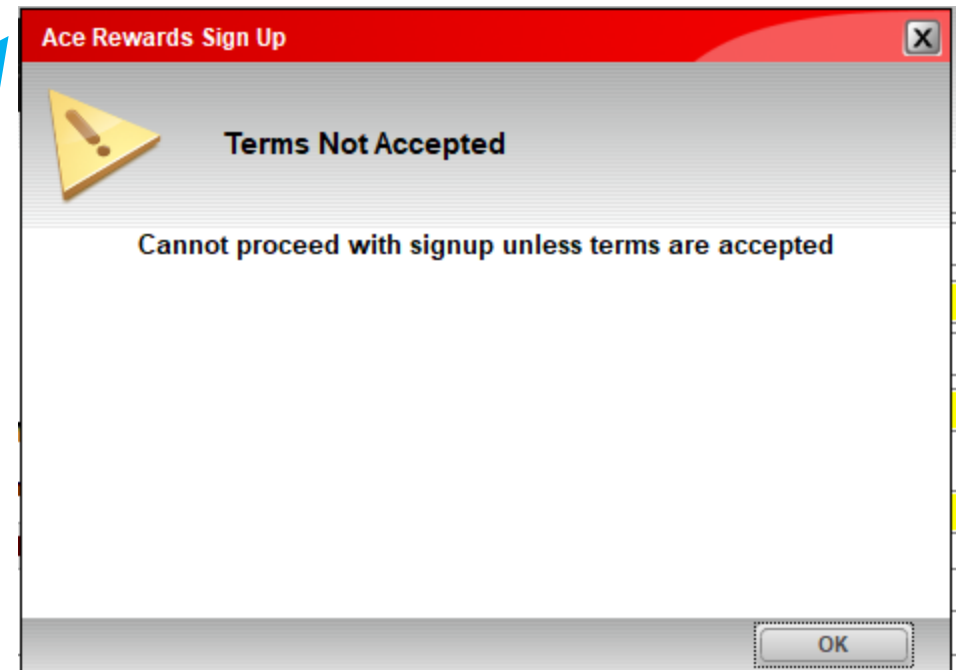 Ace Rewards Sign Up
X
Terms Not Accepted
Cannot proceed with signup unless terms are accepted
OK